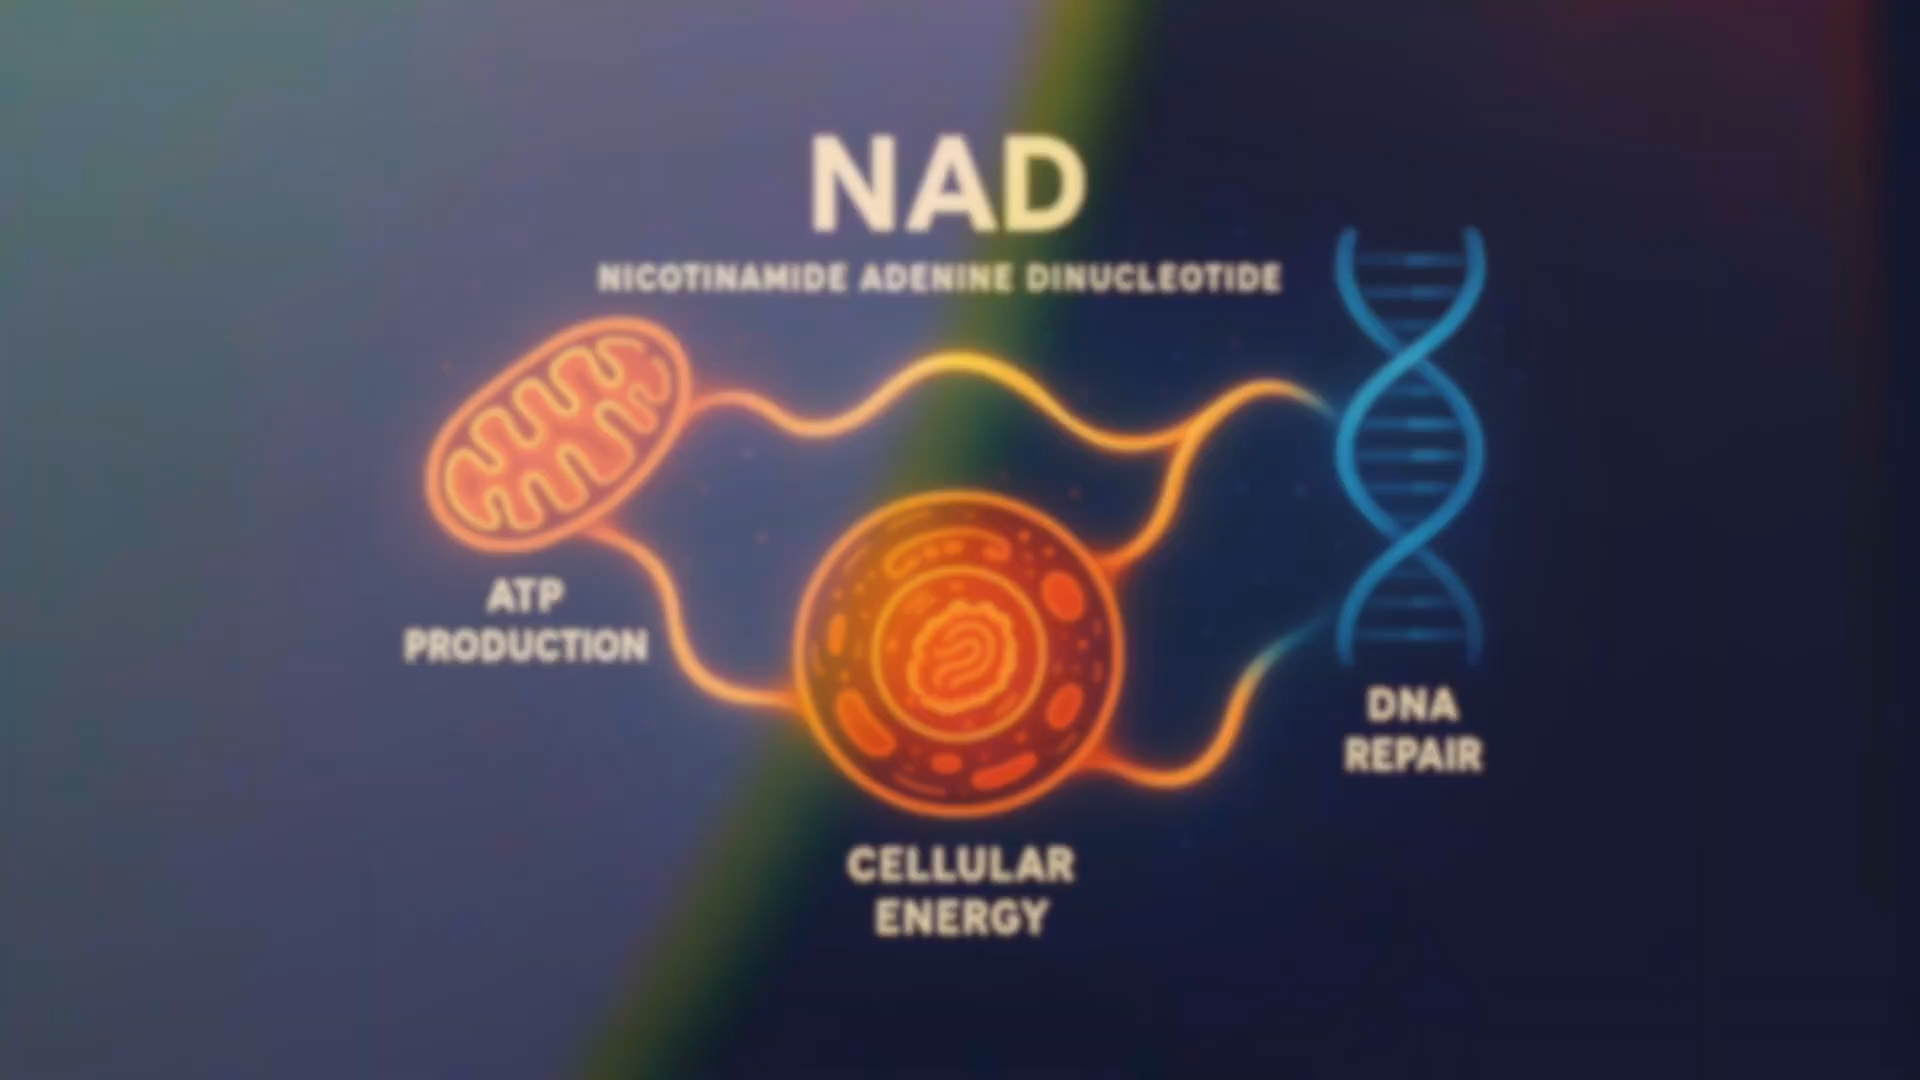 NAD
NICOTINAMIDE ADENINE DINUCLEOTIDE
ATP
PRODUCTION
DNA
REPAIR
CELLULAR
ENERGY